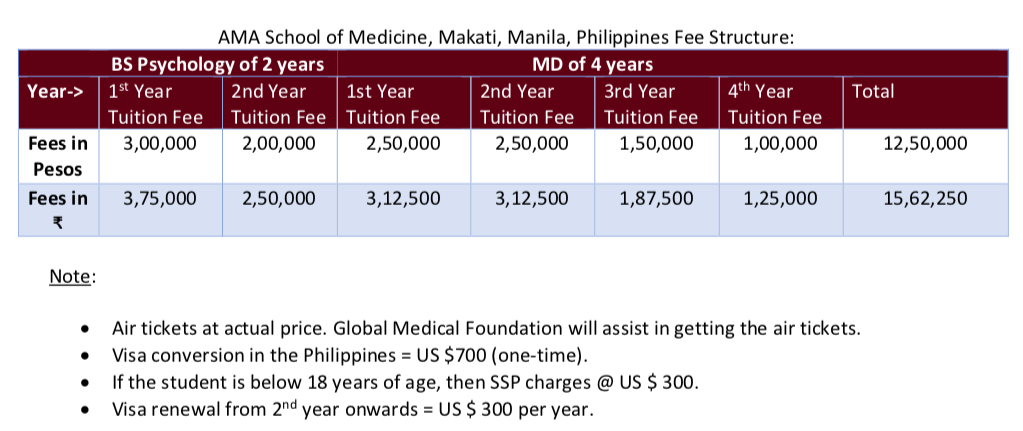 AMA School of Medicine, Makati, Manila, Philippines Fee Structure:
BS Psychology of 2 years MD of 4 years
Year-> 1st Year Tuition Fee 2nd Year Tuition Fee 1st Year Tuition Fee 2nd Year Tuition Fee 3rd Year Tuition Fee 4th Year Tuition Fee Total
Fees in Pesos 3,00,000 2,00,000 2,50,000 2,50,000 1,50,000 1,00,000 12,50,000
Fees in ₹ 3,75,000 2,50,000 3,12,500 3,12,500 1,87,500 1,25,000 15,62,250
Note:
• Air tickets at actual price. Global Medical Foundation will assist in getting the air tickets.
• Visa conversion in the Philippines = US $700 (one-time).
• If the student is below 18 years of age, then SSP charges @ US $ 300.
• Visa renewal from 2nd year onwards = US $ 300 per year.